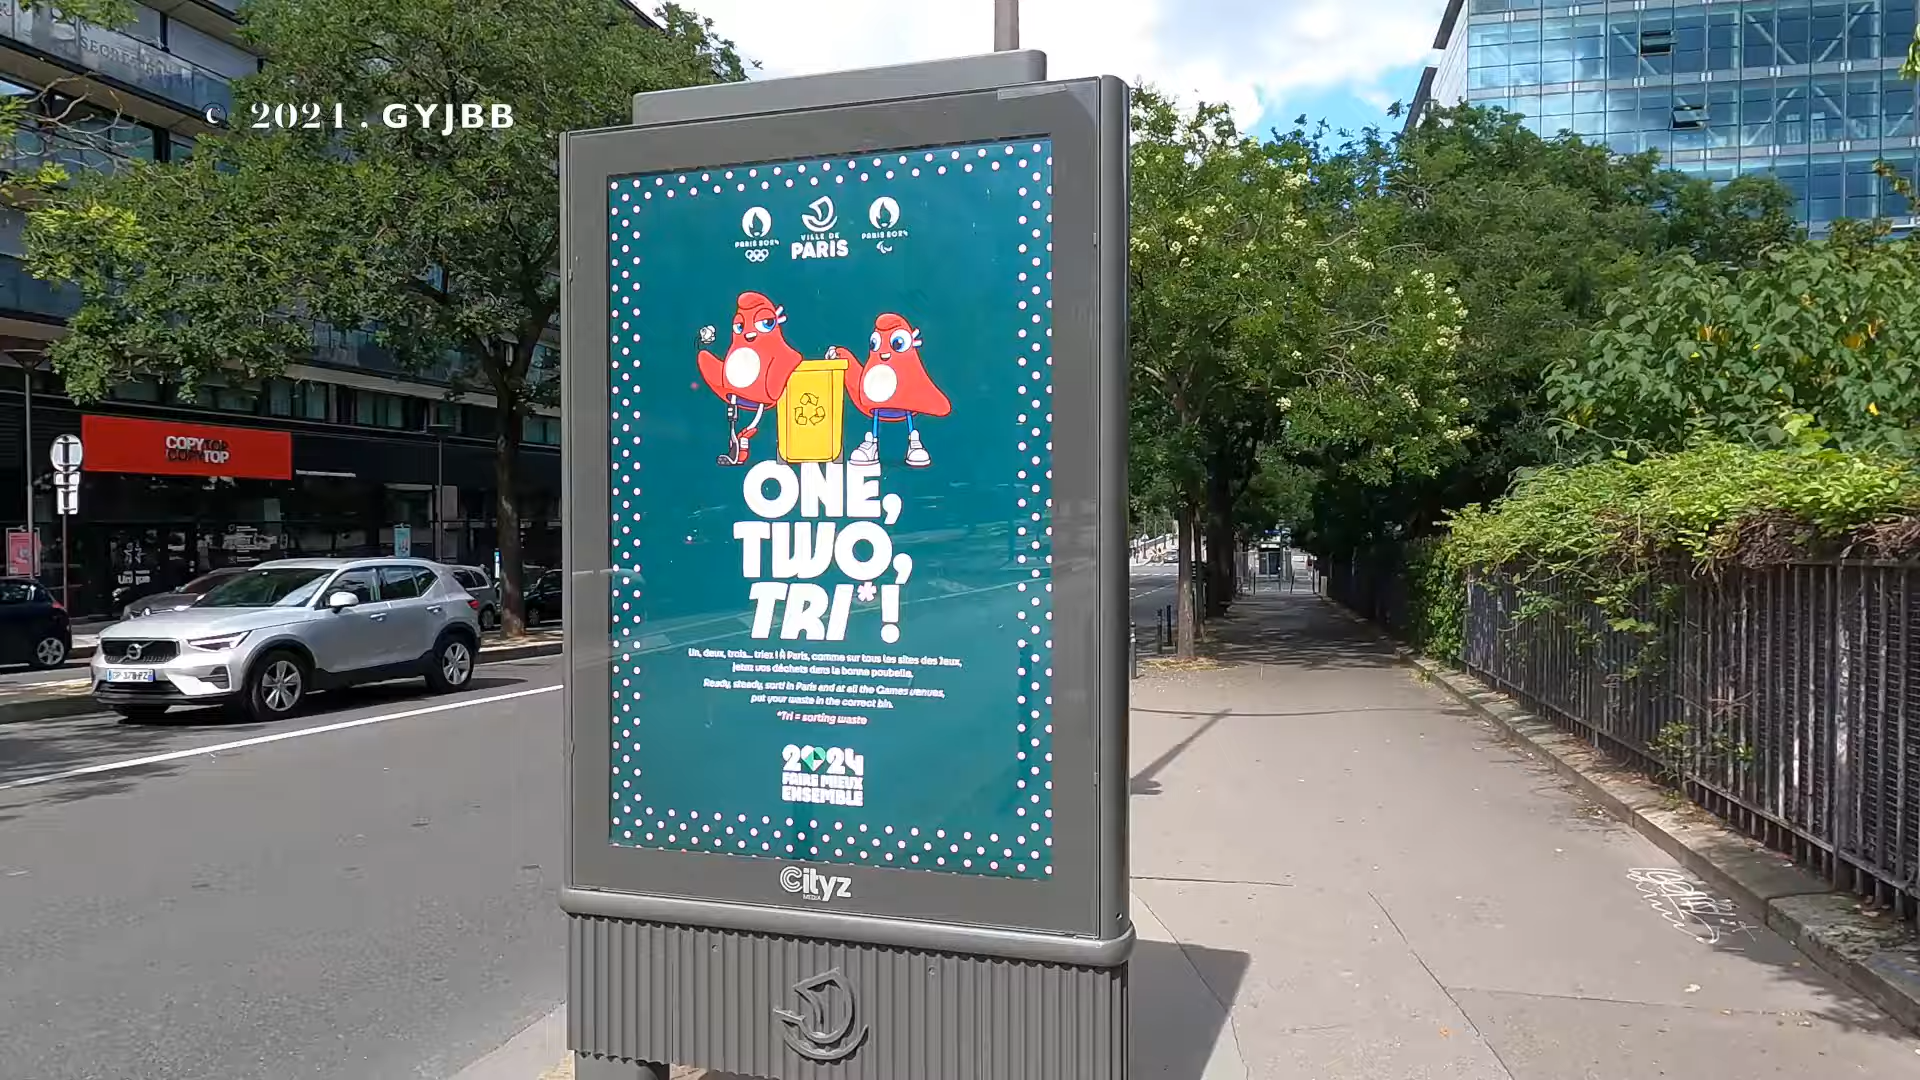 © 2021. GYJBB
PARIS 2024
VILLE DE
PARIS
PARIS 2024
ONE,
TWO,
TRI*!
Un, deux, trois... triez ! À Paris, comme sur tous les sites des Jeux,
jetez vos déchets dans la bonne poubelle.
Ready, steady, sort! In Paris and at all the Games venues,
put your waste in the correct bin.
*Tri = sorting waste
2024
FAIRE MIEUX
ENSEMBLE
Cityz
MEDIA
COPYTOP
COPYTOP